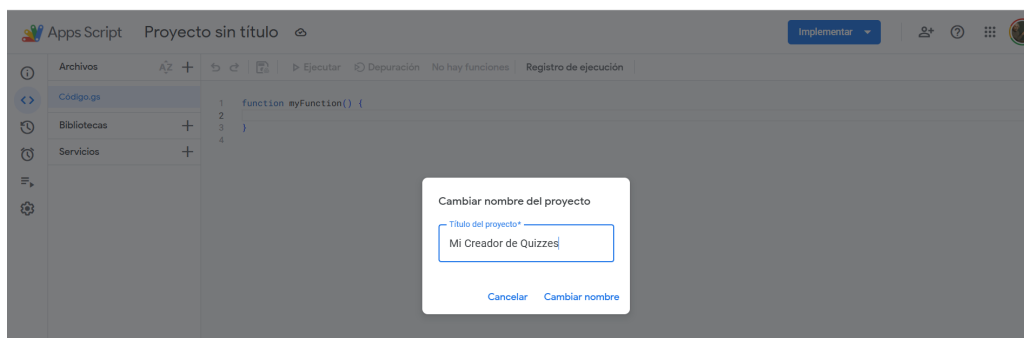 Apps Script Proyecto sin título Implementar
Archivos Ejecutar Depuración No hay funciones Registro de ejecución
Código.gs
Bibliotecas
Servicios
1 function myFunction() {
2
3 }
4
Cambiar nombre del proyecto
Título del proyecto*
Mi Creador de Quizzes
Cancelar Cambiar nombre